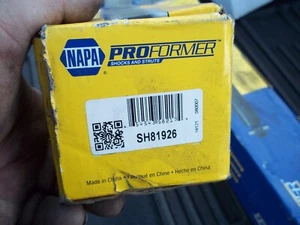 NAPA PROFORMER
SHOCKS AND STRUTS
SH81926
Made in China • Fabriqué en Chine • Hecho en China